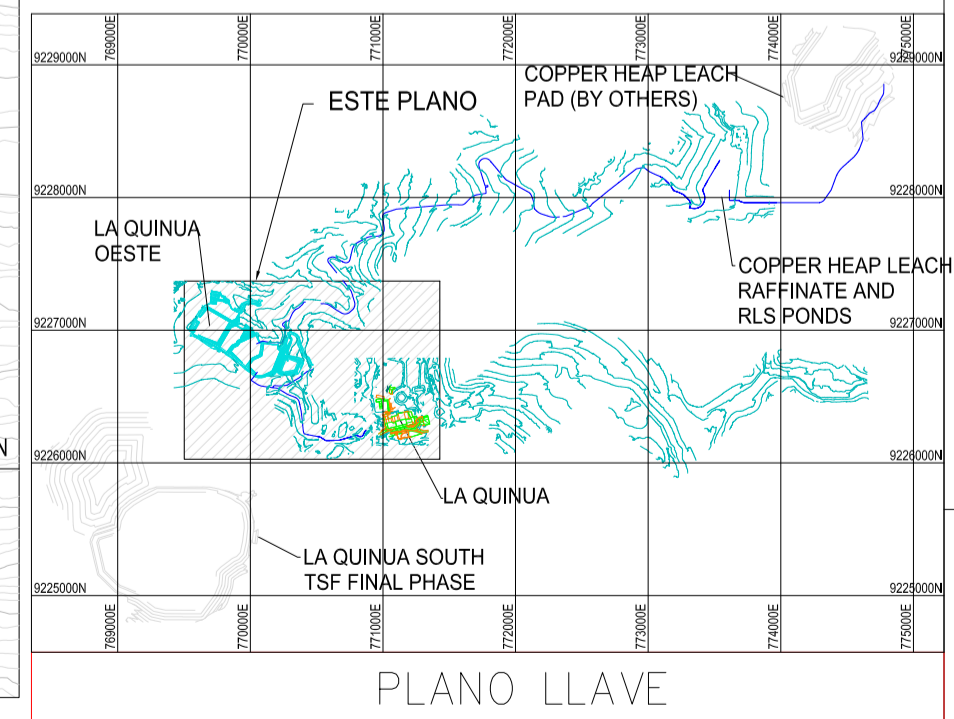 769000E
770000E
771000E
772000E
773000E
774000E
775000E
9229000N
9229000N
COPPER HEAP LEACH
PAD (BY OTHERS)
ESTE PLANO
9228000N
9228000N
LA QUINUA
OESTE
COPPER HEAP LEACH
RAFFINATE AND
RLS PONDS
9227000N
9227000N
N
9226000N
9226000N
LA QUINUA
LA QUINUA SOUTH
TSF FINAL PHASE
9225000N
9225000N
769000E
770000E
771000E
772000E
773000E
774000E
775000E
PLANO LLAVE